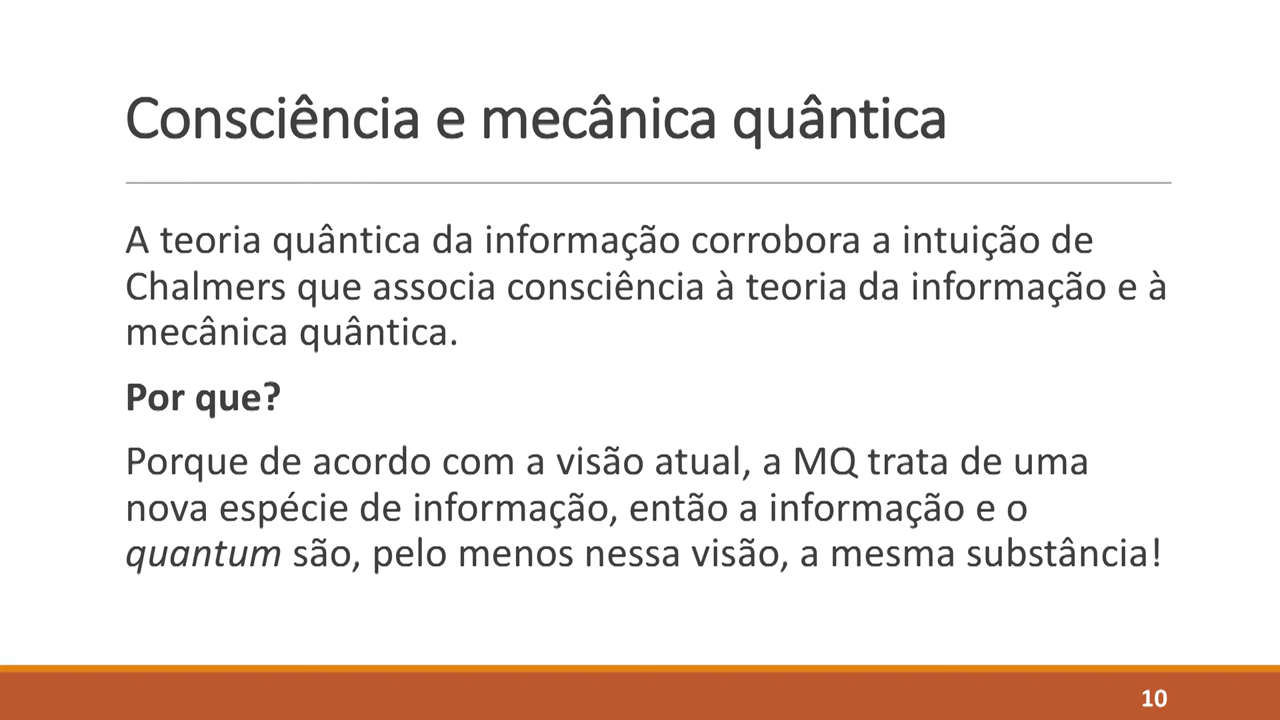 Consciência e mecânica quântica
A teoria quântica da informação corrobora a intuição de
Chalmers que associa consciência à teoria da informação e à
mecânica quântica.
Por que?
Porque de acordo com a visão atual, a MQ trata de uma
nova espécie de informação, então a informação e o
quantum são, pelo menos nessa visão, a mesma substância!
10